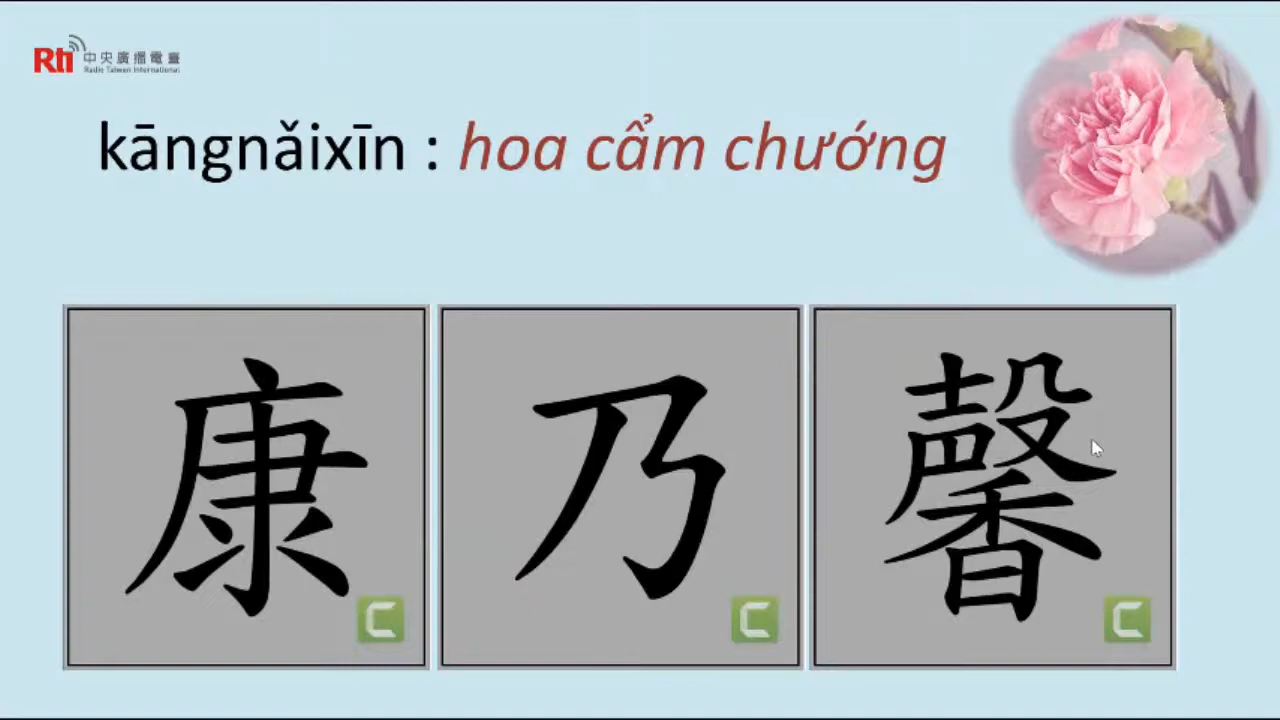 Rti 中央廣播電臺
Radio Taiwan International
kāngnǎixīn : hoa cẩm chướng
康 乃 馨